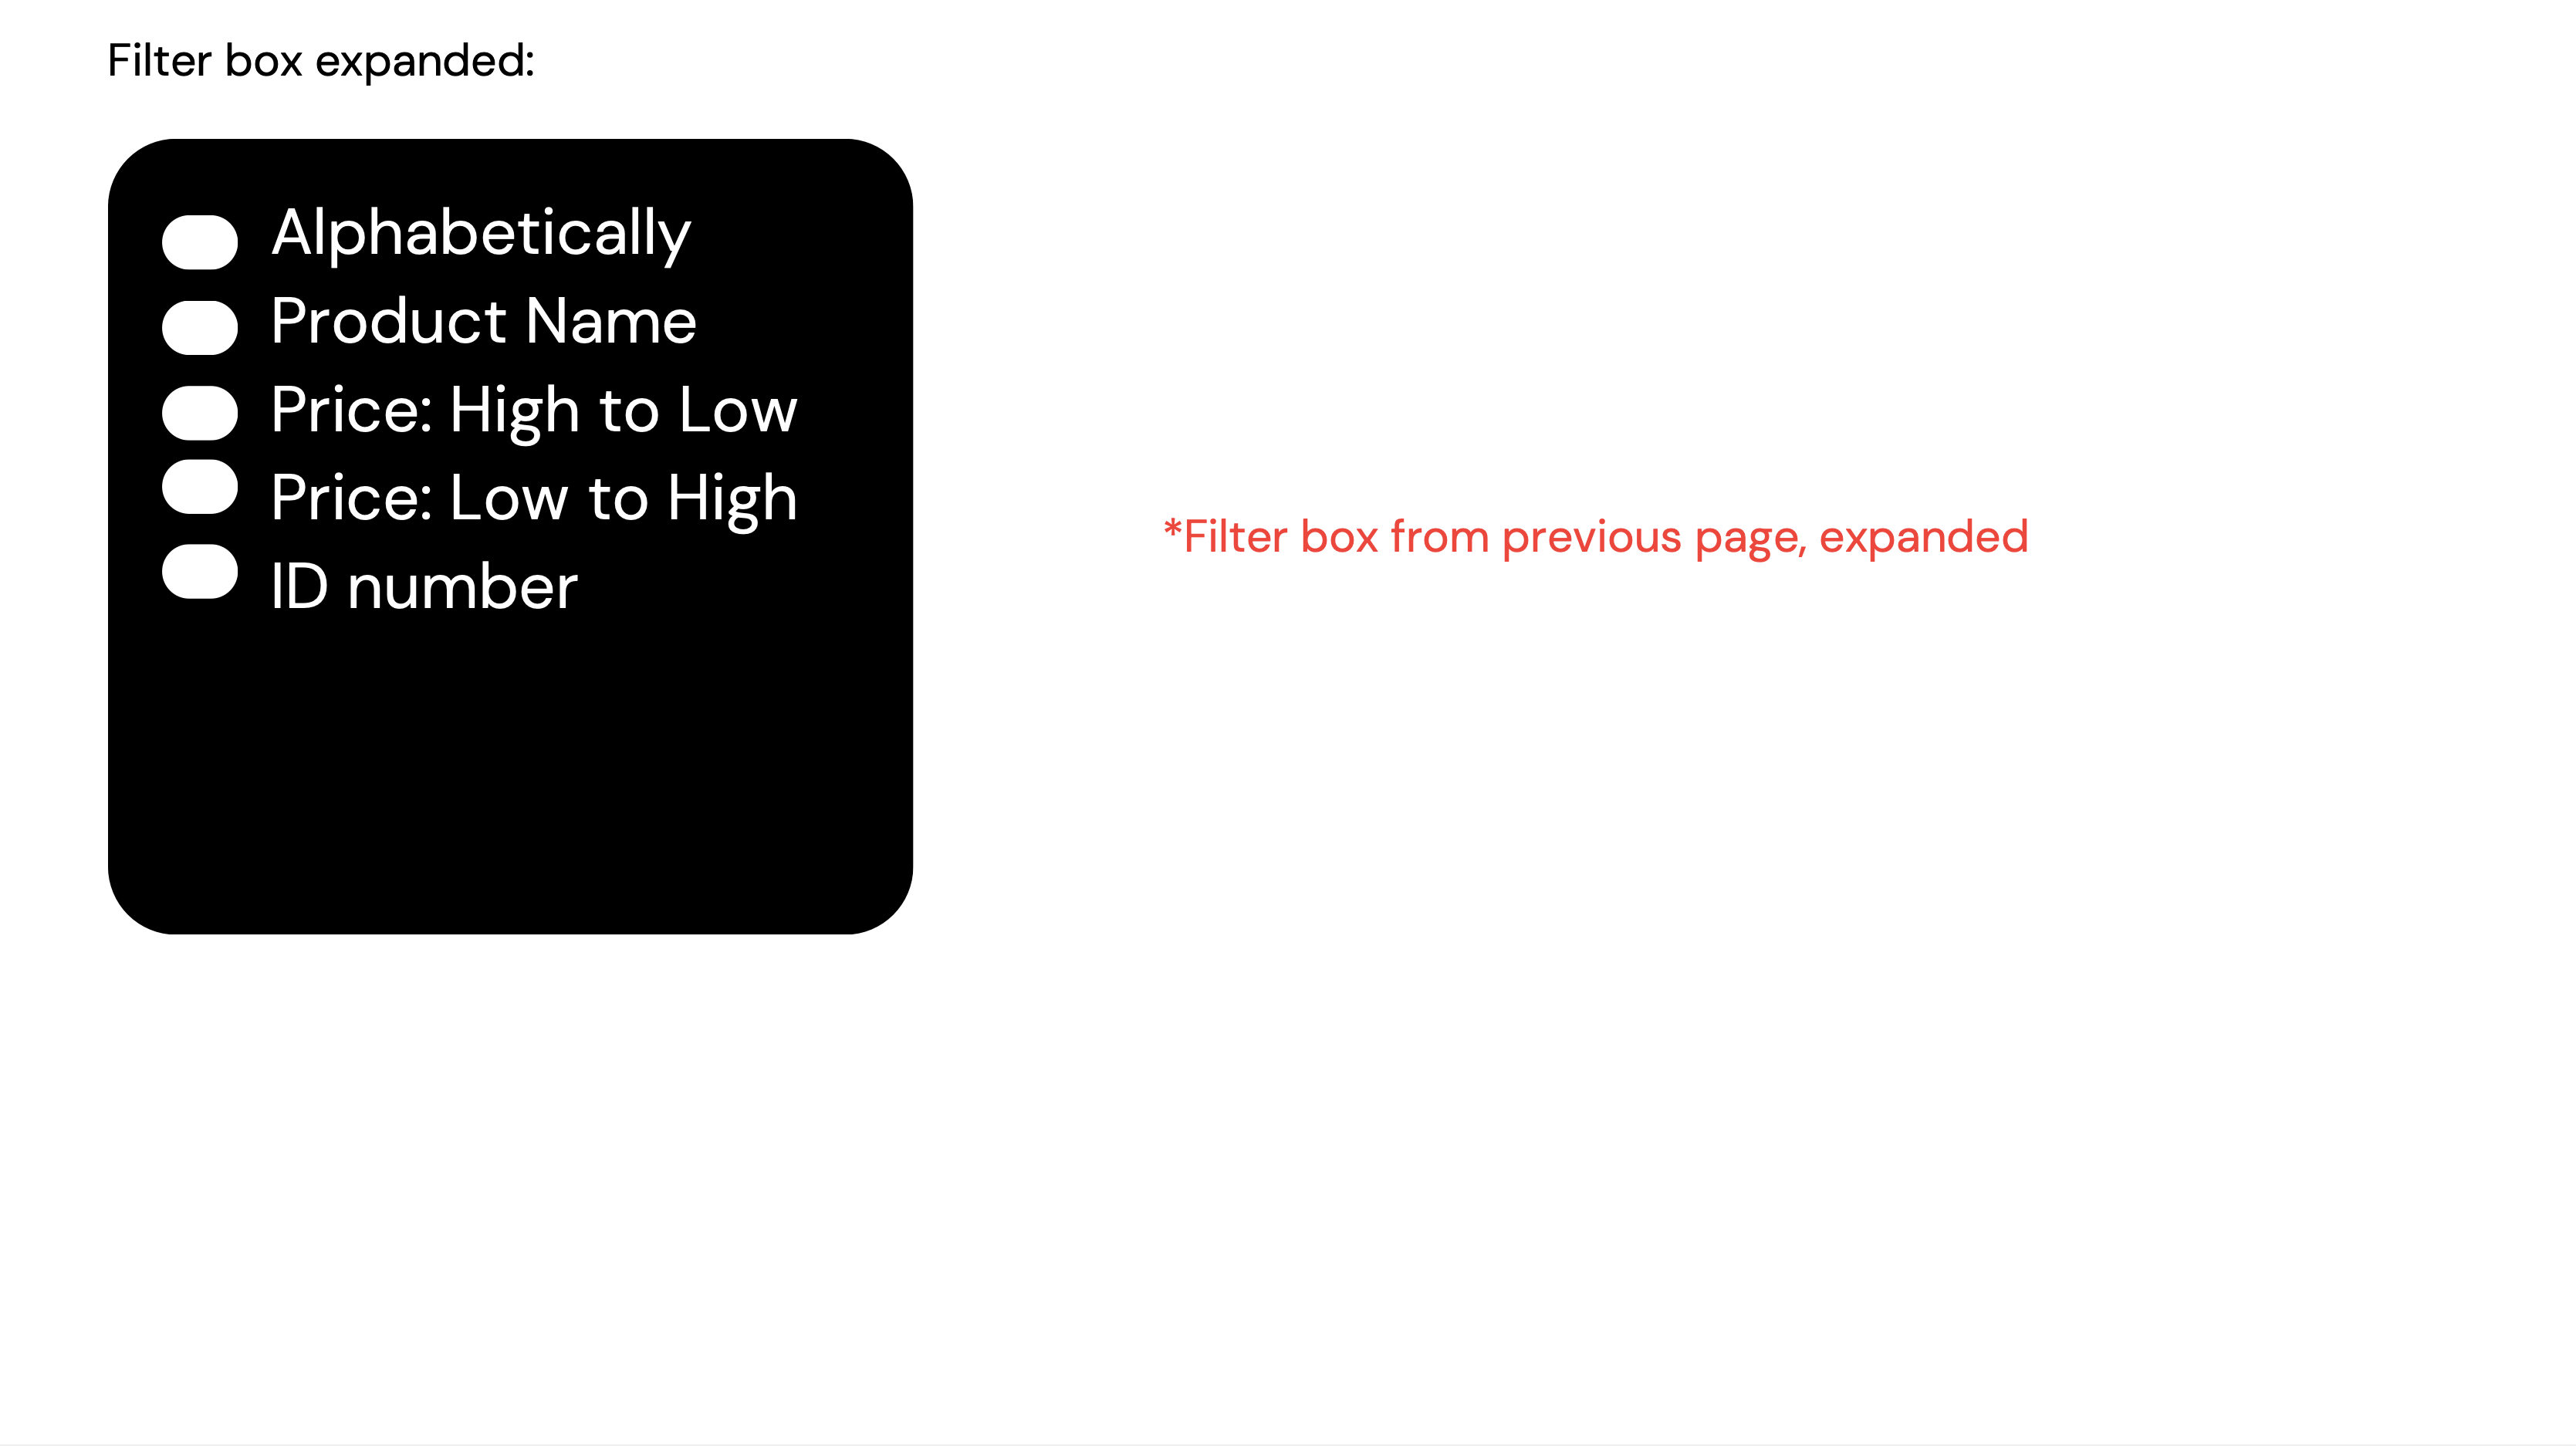 Filter box expanded:
Alphabetically
Product Name
Price: High to Low
Price: Low to High
ID number
*Filter box from previous page, expanded